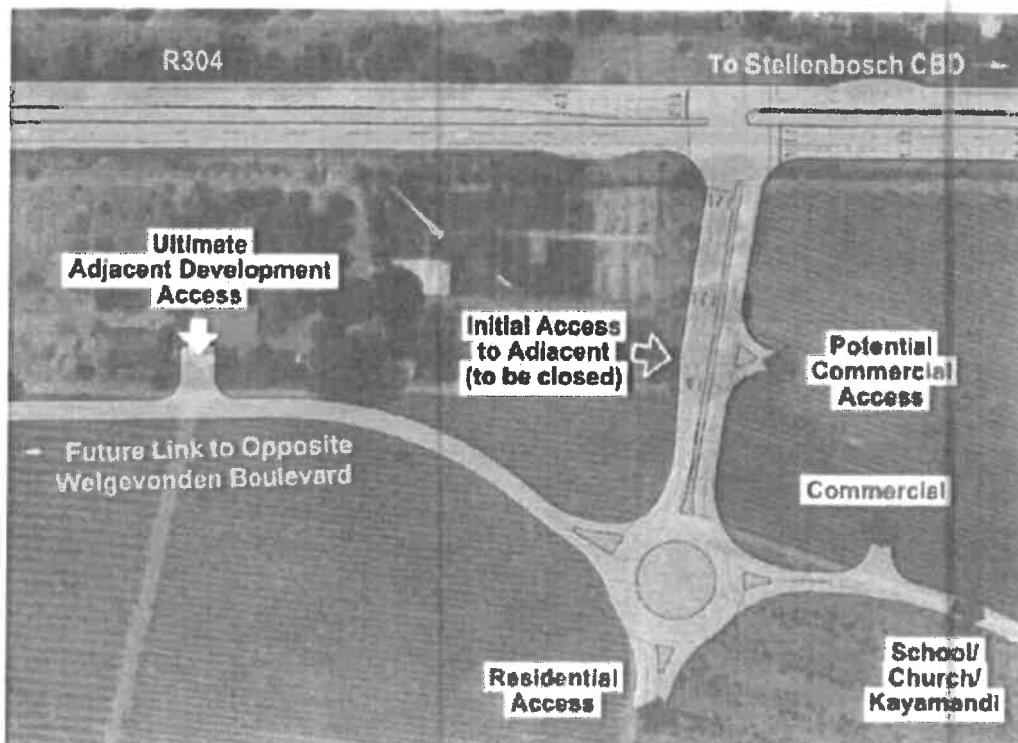 R304
To Stellenbosch CBD
Ultimate
Adjacent Development
Access
Initial Access
to Adjacent
(to be closed)
Potential
Commercial
Access
Future Link to Opposite
Welgevonden Boulevard
Commercial
Residential
Access
School/
Church/
Kayamandi